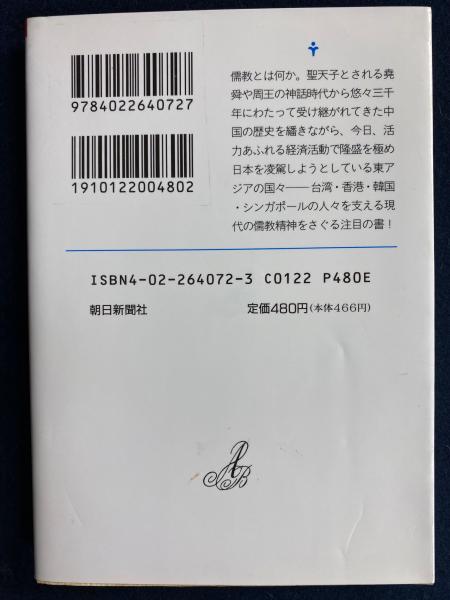 9784022640727
1910122004802
儒教とは何か。聖天子とされる堯
舜や周王の神話時代から悠々三千
年にわたって受け継がれてきた中
国の歴史を繙きながら、今日、活
力あふれる経済活動で隆盛を極め
日本を凌駕しようとしている東ア
ジアの国々――台湾・香港・韓国
・シンガポールの人々を支える現
代の儒教精神をさぐる注目の書！
ISBN4-02-264072-3 C0122 P480E
朝日新聞社
定価480円(本体466円)
AB